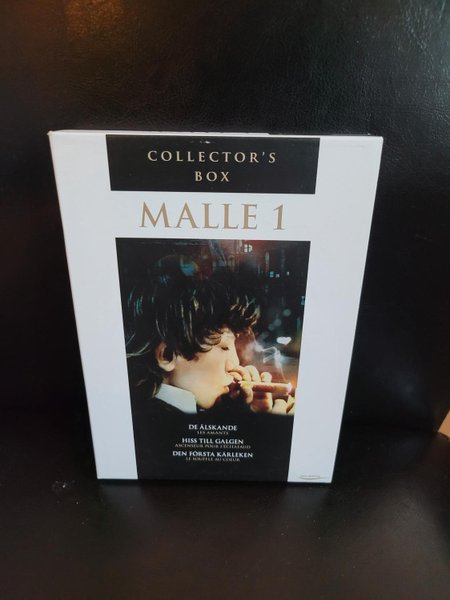 COLLECTOR'S
BOX
MALLE 1
DE ÄLSKANDE
LES AMANTS
HISS TILL GALGEN
ASCENSEUR POUR L'ÉCHAFAUD
DEN FÖRSTA KÄRLEKEN
LE SOUFFLE AU COEUR